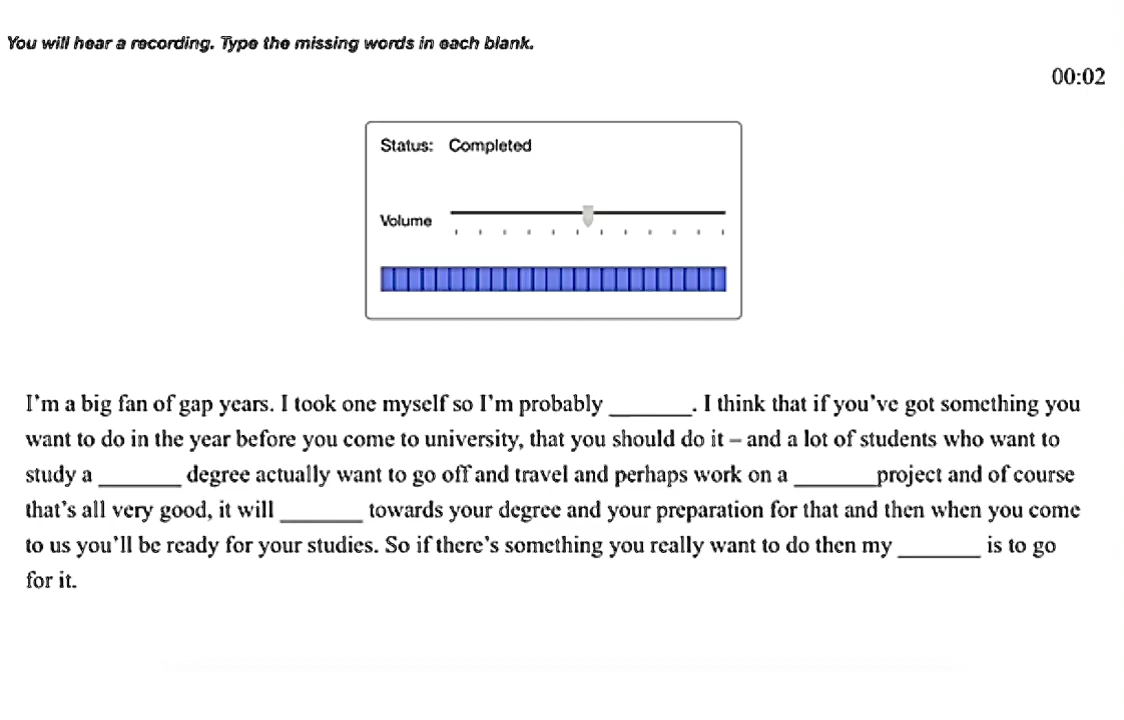 You will hear a recording. Type the missing words in each blank.
00:02
Status: Completed
Volume
I'm a big fan of gap years. I took one myself so I'm probably ________. I think that if you've got something you
want to do in the year before you come to university, that you should do it – and a lot of students who want to
study a ________ degree actually want to go off and travel and perhaps work on a ________project and of course
that's all very good, it will ________ towards your degree and your preparation for that and then when you come
to us you'll be ready for your studies. So if there's something you really want to do then my ________ is to go
for it.